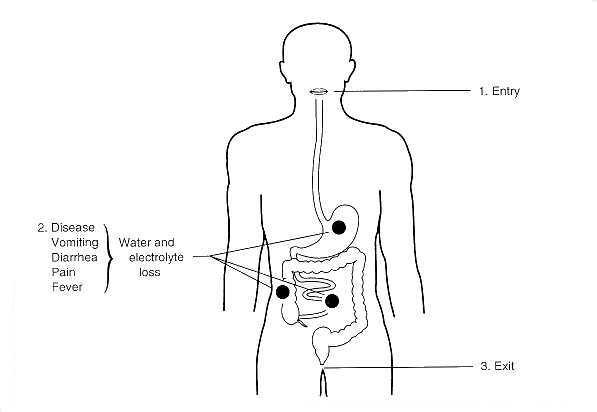 1. Entry
2. Disease
Vomiting
Diarrhea
Pain
Fever
Water and
electrolyte
loss
3. Exit